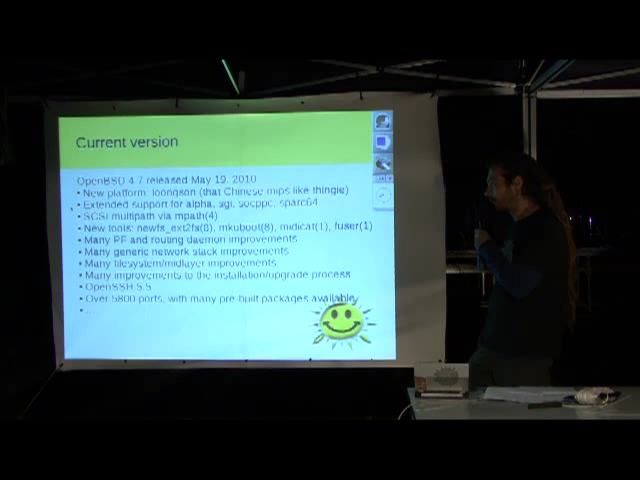 Current version
OpenBSD 4.7 released May 19, 2010
• New platform: loongson (that Chinese mips like thingie)
• Extended support for alpha, sgi, socppc, sparc64
• SCSI multipath via mpath(4)
• New tools: newfs_ext2fs(8), mkuboot(8), midicat(1), fuser(1)
• Many PF and routing daemon improvements
• Many generic network stack improvements
• Many filesystem/midlayer improvements
• Many improvements to the installation/upgrade process
• OpenSSH 5.5
• Over 5800 ports, with many pre-built packages available
• ...